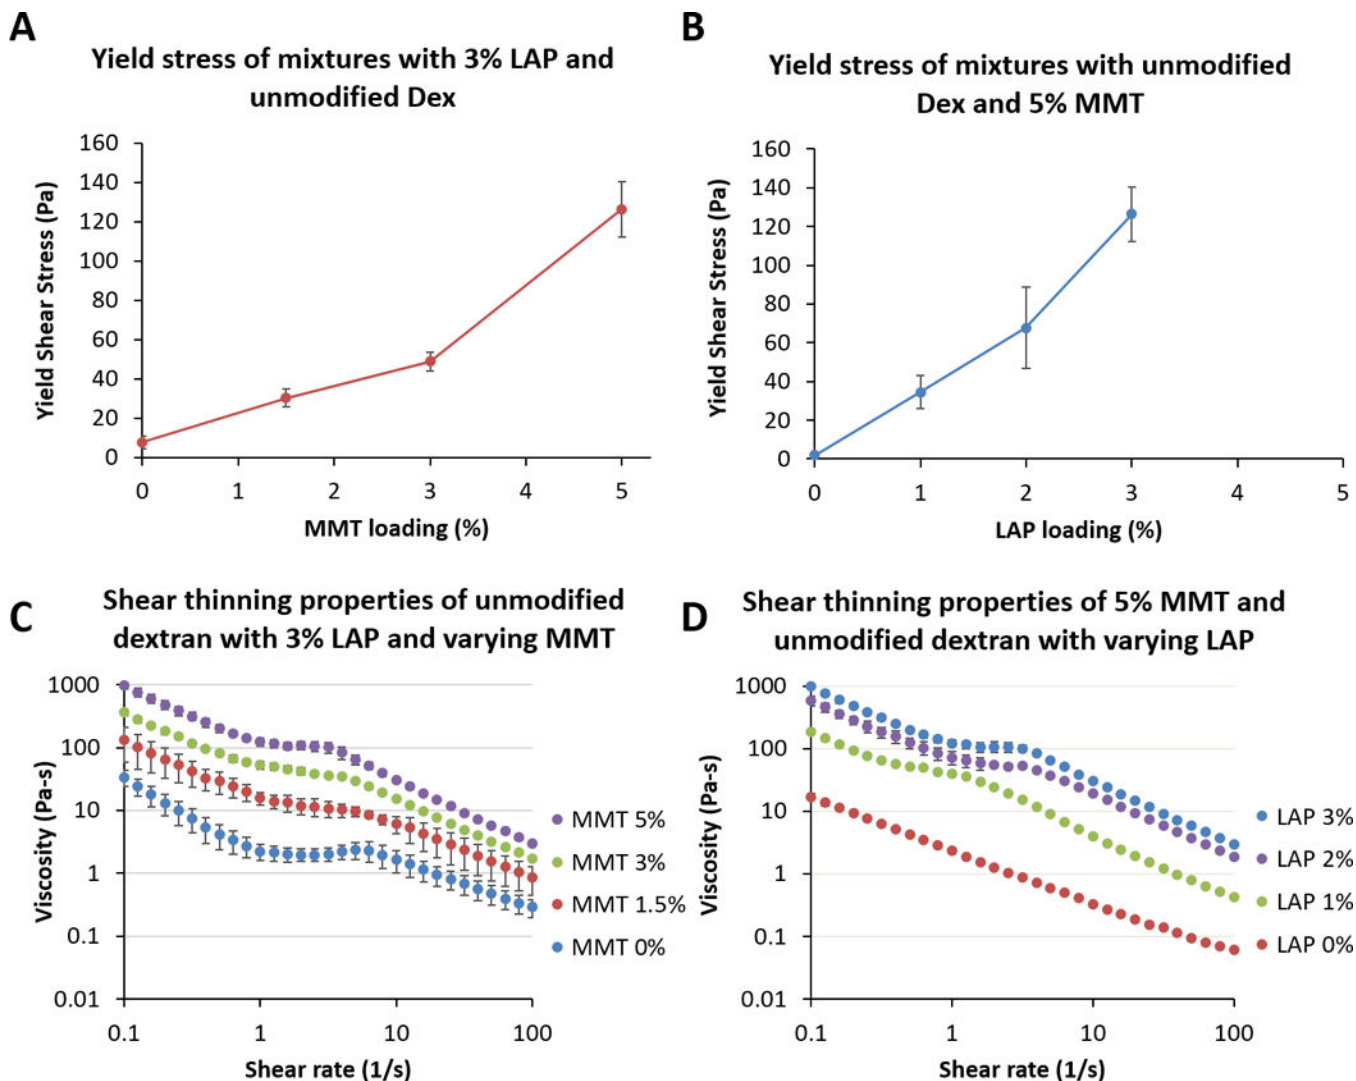 A
Yield stress of mixtures with 3% LAP and
unmodified Dex
160
140
120
100
80
60
40
20
0
Yield Shear Stress (Pa)
0 1 2 3 4 5
MMT loading (%)
B
Yield stress of mixtures with unmodified
Dex and 5% MMT
160
140
120
100
80
60
40
20
0
Yield Shear Stress (Pa)
0 1 2 3 4 5
LAP loading (%)
C
Shear thinning properties of unmodified
dextran with 3% LAP and varying MMT
1000
100
10
1
0.1
0.01
Viscosity (Pa-s)
0.1 1 10 100
Shear rate (1/s)
MMT 5%
MMT 3%
MMT 1.5%
MMT 0%
D
Shear thinning properties of 5% MMT and
unmodified dextran with varying LAP
1000
100
10
1
0.1
0.01
Viscosity (Pa-s)
0.1 1 10 100
Shear rate (1/s)
LAP 3%
LAP 2%
LAP 1%
LAP 0%